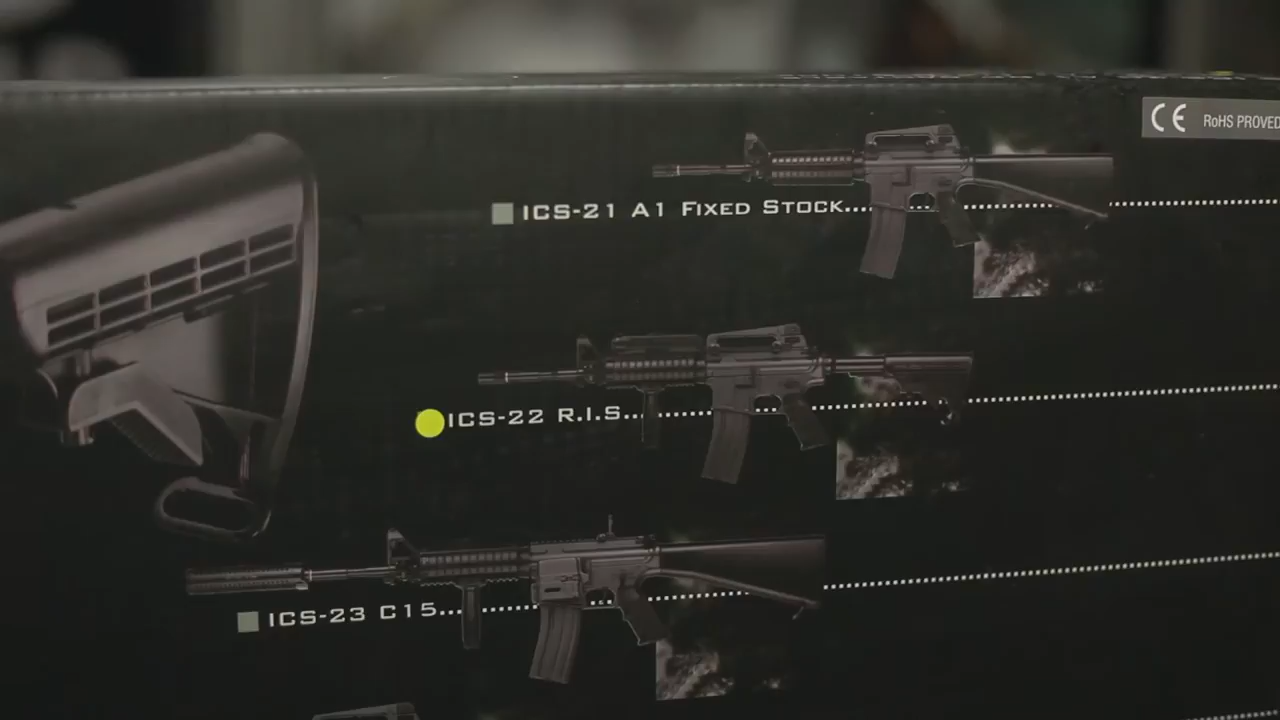 CE RoHS PROVED
ICS-21 A1 FIXED STOCK...
ICS-22 R.I.S...
ICS-23 C15...